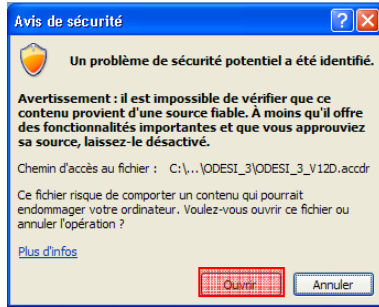 Avis de sécurité
Un problème de sécurité potentiel a été identifié.
Avertissement : il est impossible de vérifier que ce
contenu provient d'une source fiable. À moins qu'il offre
des fonctionnalités importantes et que vous approuviez
sa source, laissez-le désactivé.
Chemin d'accès au fichier : C:\...\ODESI_3\ODESI_3_V12D.accdr
Ce fichier risque de comporter un contenu qui pourrait
endommager votre ordinateur. Voulez-vous ouvrir ce fichier ou
annuler l'opération ?
Plus d'infos
Ouvrir Annuler